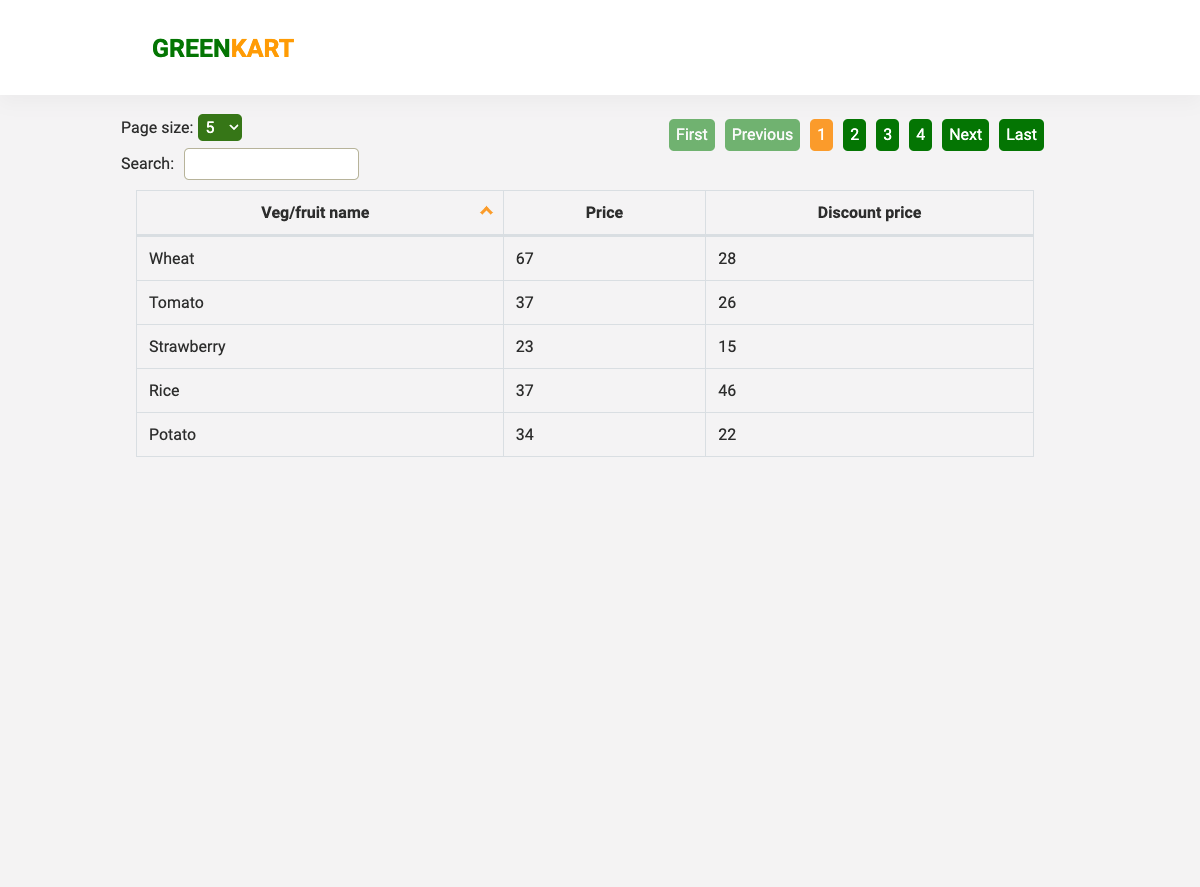 GREENKART
Page size: 5
First Previous 1 2 3 4 Next Last
Search:
Veg/fruit name Price Discount price
Wheat 67 28
Tomato 37 26
Strawberry 23 15
Rice 37 46
Potato 34 22